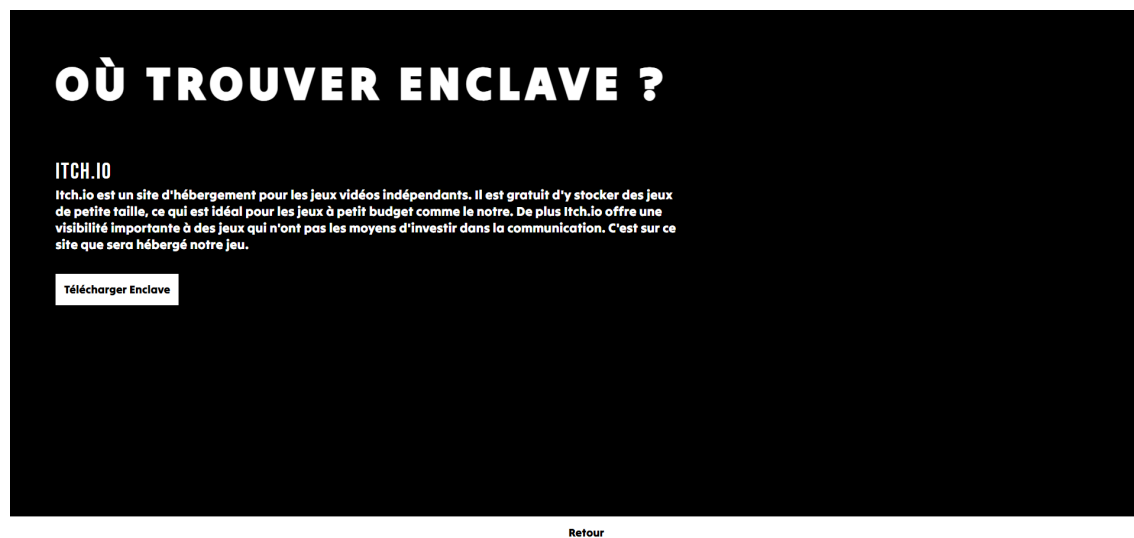 OÙ TROUVER ENCLAVE ?
ITCH.IO
Itch.io est un site d'hébergement pour les jeux vidéos indépendants. Il est gratuit d'y stocker des jeux
de petite taille, ce qui est idéal pour les jeux à petit budget comme le notre. De plus Itch.io offre une
visibilité importante à des jeux qui n'ont pas les moyens d'investir dans la communication. C'est sur ce
site que sera hébergé notre jeu.
Télécharger Enclave
Retour